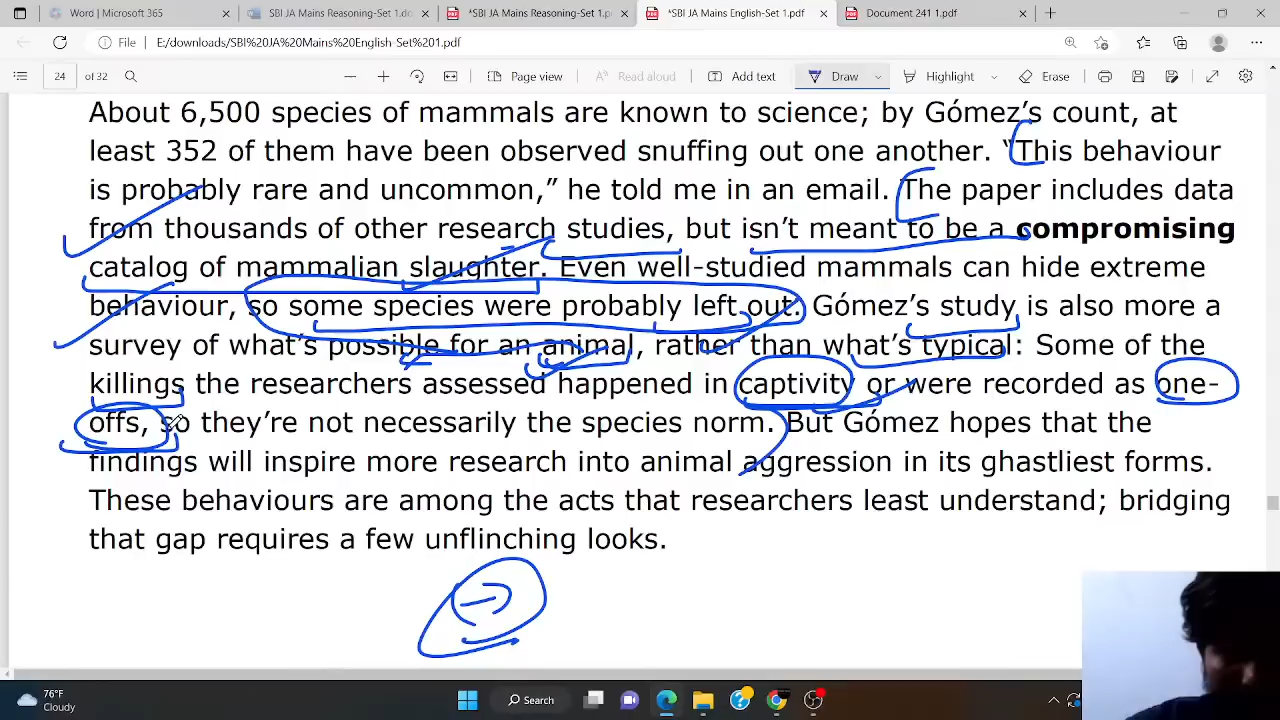 Word | Microsoft 365
SBI JA Mains Reasoning-Set 1.do
*SBI JA Mains Reasoning-Set 1.p
*SBI JA Mains English-Set 1.pdf
Document 241 1.pdf
File
E:/downloads/SBI%20JA%20Mains%20English-Set%201.pdf
24
of 32
Page view
Read aloud
Add text
Draw
Highlight
Erase
About 6,500 species of mammals are known to science; by Gómez’s count, at
least 352 of them have been observed snuffing out one another. “This behaviour
is probably rare and uncommon,” he told me in an email. The paper includes data
from thousands of other research studies, but isn’t meant to be a compromising
catalog of mammalian slaughter. Even well-studied mammals can hide extreme
behaviour, so some species were probably left out. Gómez’s study is also more a
survey of what’s possible for an animal, rather than what’s typical: Some of the
killings the researchers assessed happened in captivity or were recorded as one-
offs, so they’re not necessarily the species norm. But Gómez hopes that the
findings will inspire more research into animal aggression in its ghastliest forms.
These behaviours are among the acts that researchers least understand; bridging
that gap requires a few unflinching looks.
76°F
Cloudy
Search